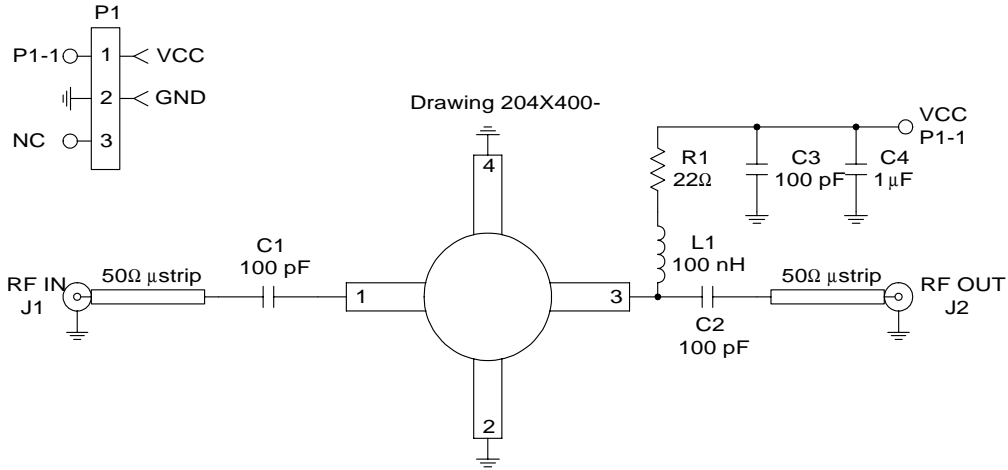 P1
P1-1 1 VCC
2 GND
NC 3
Drawing 204X400-
4
VCC
P1-1
R1
22Ω
C3
100 pF
C4
1 μF
L1
100 nH
C1
100 pF
RF IN
J1
50Ω μstrip
1
3
C2
100 pF
50Ω μstrip
RF OUT
J2
2